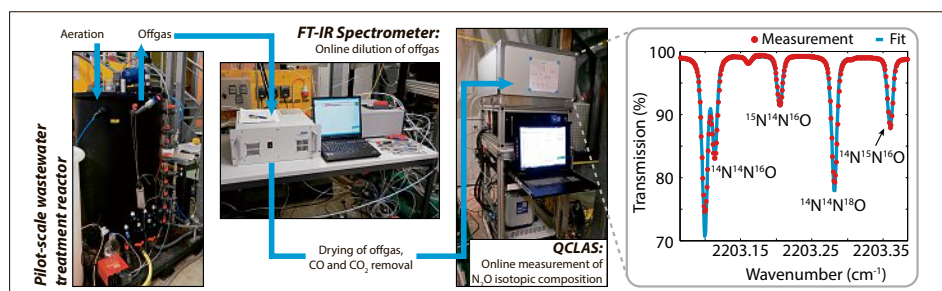 Aeration
Offgas
FT-IR Spectrometer:
Online dilution of offgas
Pilot-scale wastewater
treatment reactor
Drying of offgas,
CO and CO₂ removal
QCLAS:
Online measurement of
N₂O isotopic composition
Measurement
Fit
Transmission (%)
100
90
80
70
¹⁴N¹⁴N¹⁶O
¹⁵N¹⁴N¹⁶O
¹⁴N¹⁴N¹⁸O
¹⁴N¹⁵N¹⁶O
2203.15
2203.25
2203.35
Wavenumber (cm⁻¹)